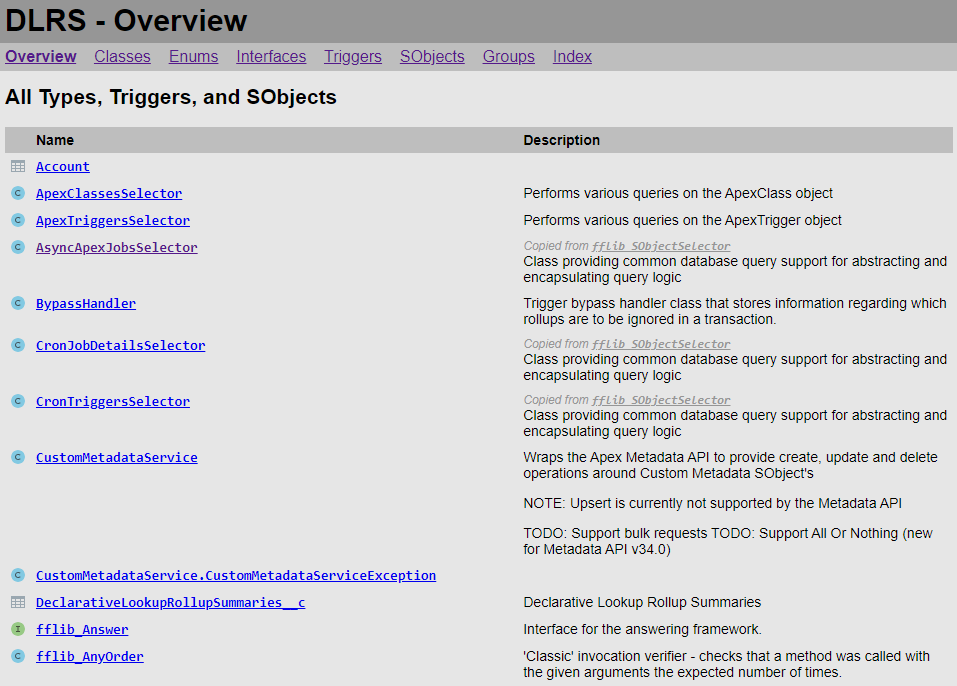 DLRS - Overview
Overview Classes Enums Interfaces Triggers SObjects Groups Index
All Types, Triggers, and SObjects
Name Description
Account
C ApexClassesSelector Performs various queries on the ApexClass object
C ApexTriggersSelector Performs various queries on the ApexTrigger object
C AsyncApexJobsSelector Copied from fflib_SObjectSelector
Class providing common database query support for abstracting and
encapsulating query logic
C BypassHandler Trigger bypass handler class that stores information regarding which
rollups are to be ignored in a transaction.
C CronJobDetailsSelector Copied from fflib_SObjectSelector
Class providing common database query support for abstracting and
encapsulating query logic
C CronTriggersSelector Copied from fflib_SObjectSelector
Class providing common database query support for abstracting and
encapsulating query logic
C CustomMetadataService Wraps the Apex Metadata API to provide create, update and delete
operations around Custom Metadata SObject's
NOTE: Upsert is currently not supported by the Metadata API
TODO: Support bulk requests TODO: Support All Or Nothing (new
for Metadata API v34.0)
C CustomMetadataService.CustomMetadataServiceException
DeclarativeLookupRollupSummaries__c Declarative Lookup Rollup Summaries
I fflib_Answer Interface for the answering framework.
C fflib_AnyOrder 'Classic' invocation verifier - checks that a method was called with
the given arguments the expected number of times.